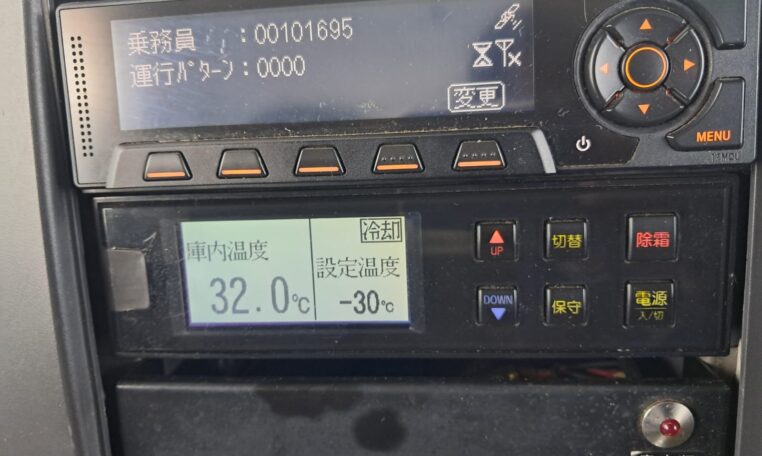 乗務員　：00101695
運行ﾊﾟﾀｰﾝ：0000
変更
MENU
冷却
庫内温度
設定温度
32.0℃
-30℃
UP
切替
除霜
DOWN
保守
電源
入/切